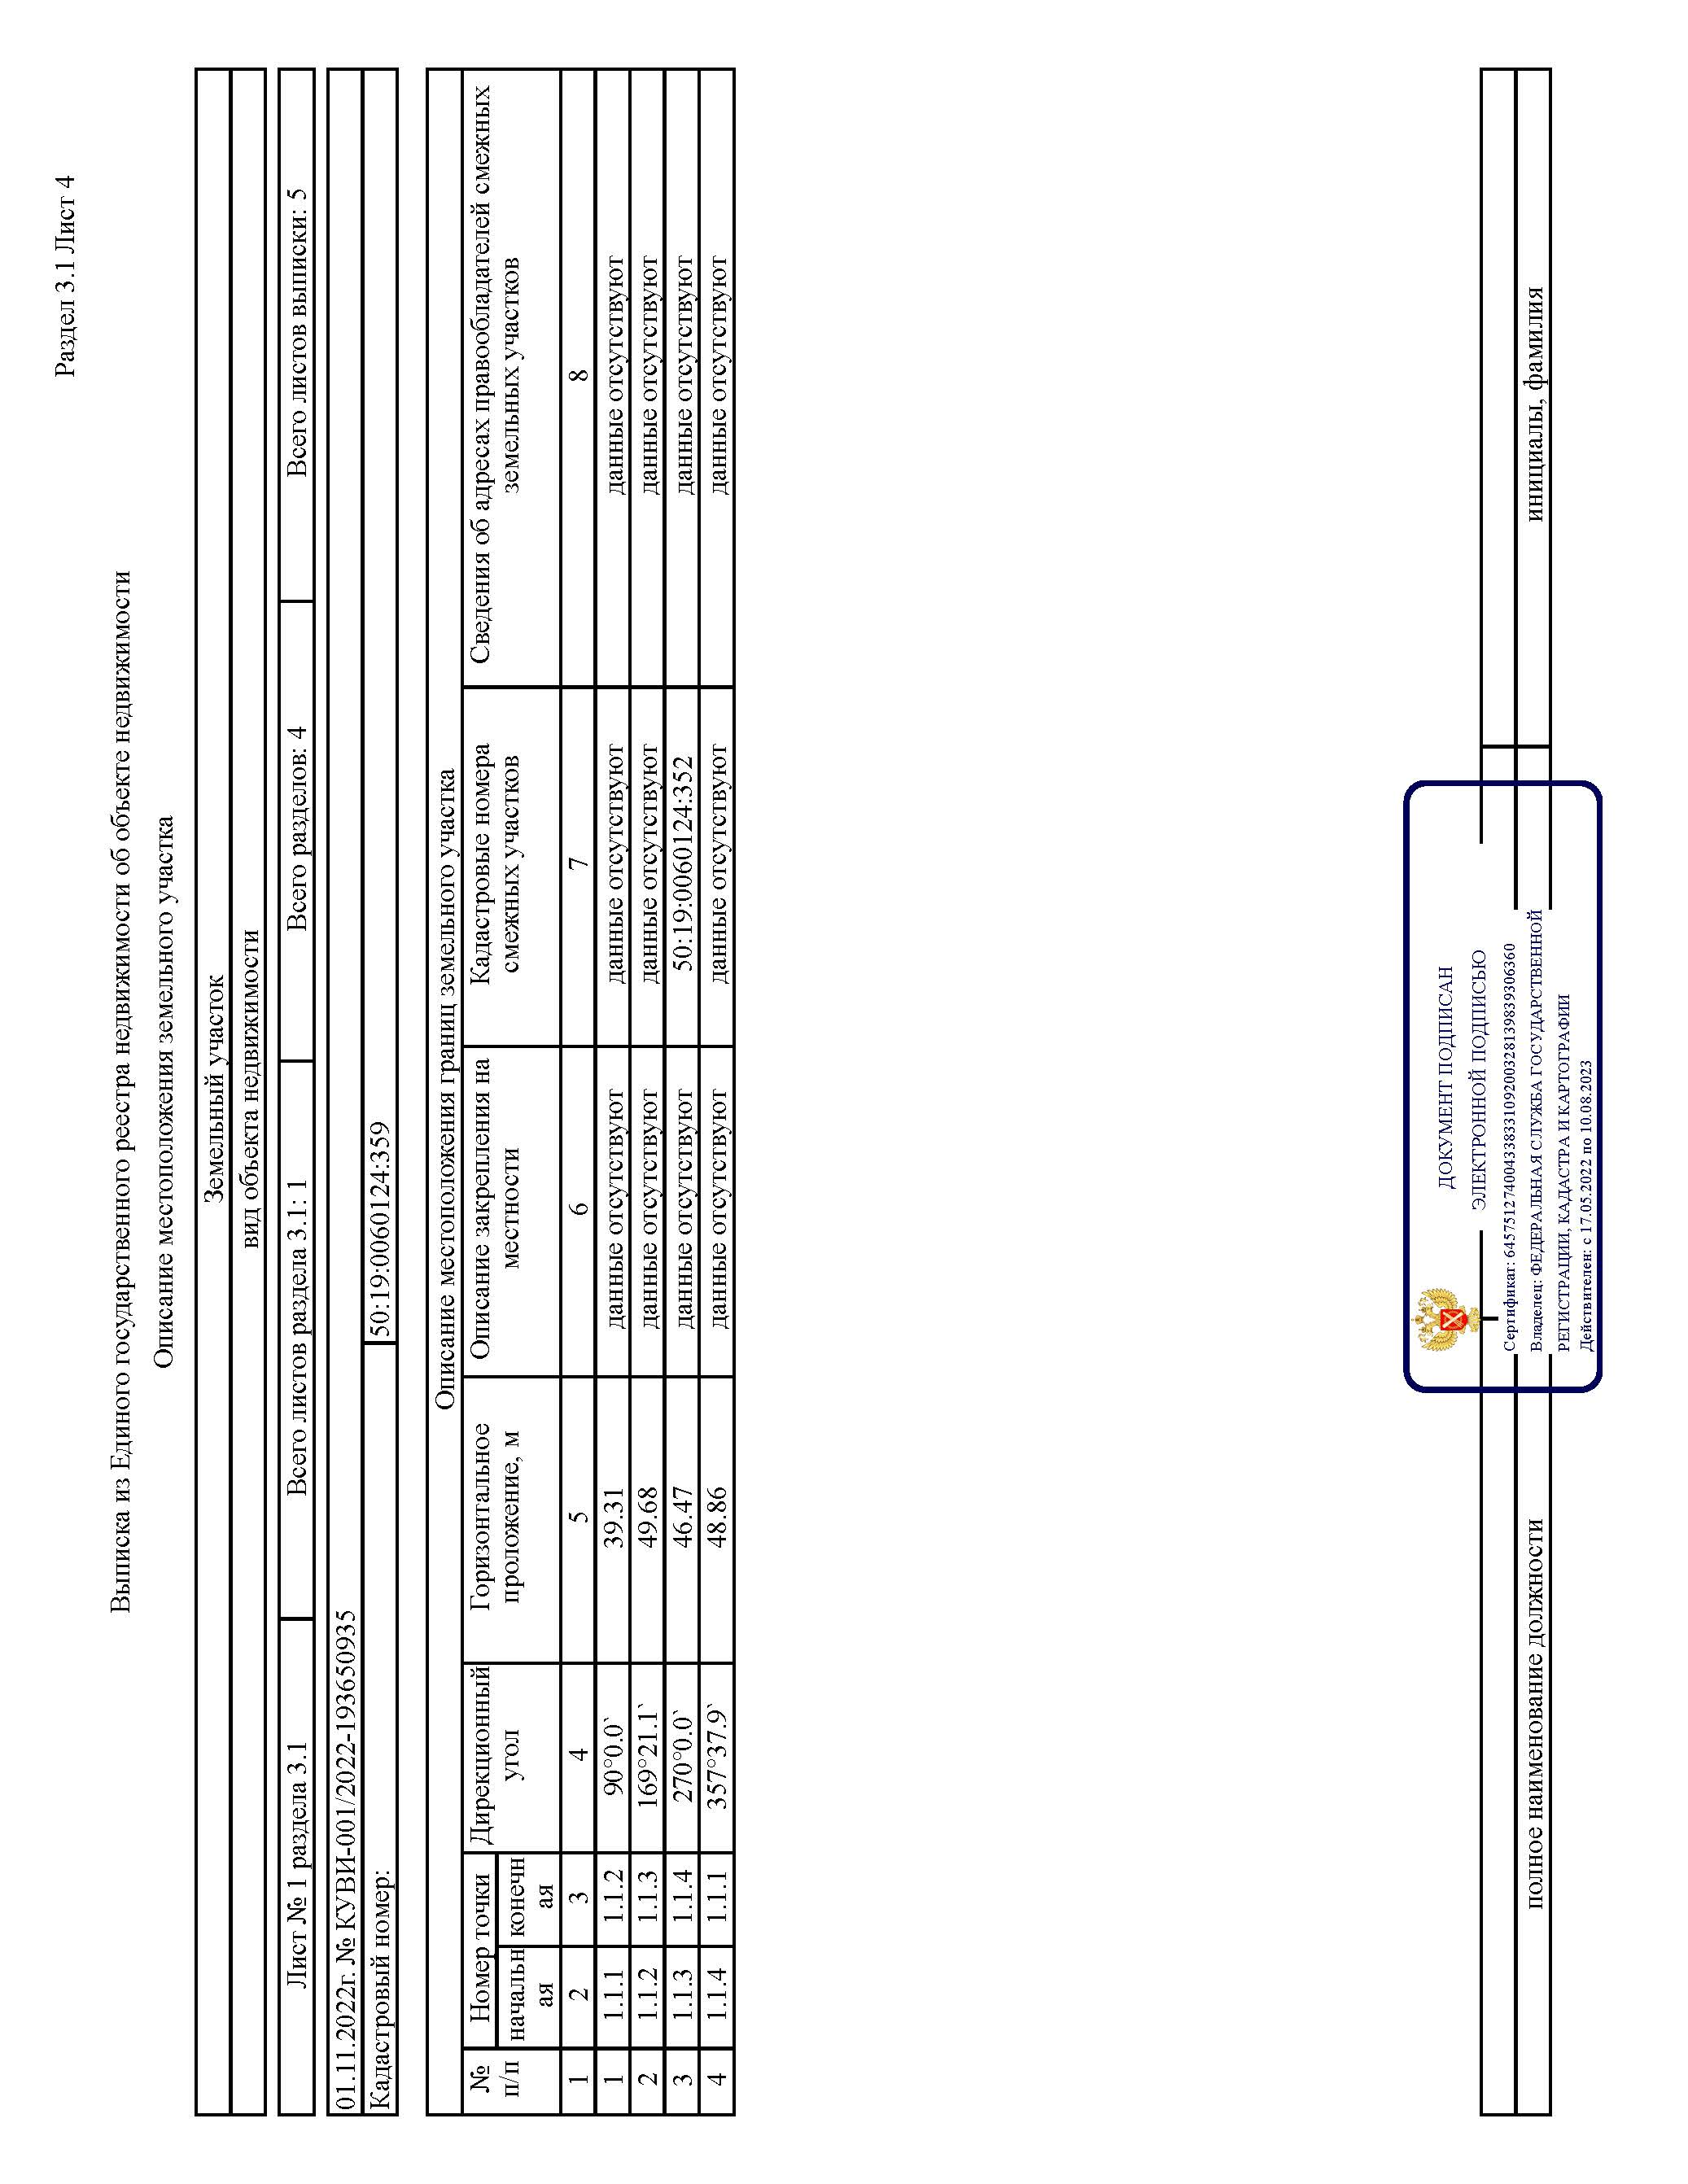 Раздел 3.1 Лист 4
Выписка из Единого государственного реестра недвижимости об объекте недвижимости
Описание местоположения земельного участка
Земельный участок
вид объекта недвижимости
Лист № 1 раздела 3.1 Всего листов раздела 3.1: 1 Всего разделов: 4 Всего листов выписки: 5
01.11.2022г. № КУВИ-001/2022-193650935
Кадастровый номер: 50:19:0060124:359
Описание местоположения границ земельного участка
№ п/п Номер точки Дирекционный угол Горизонтальное проложение, м Описание закрепления на местности Кадастровые номера смежных участков Сведения об адресах правообладателей смежных земельных участков
начальная конечная
1 2 3 4 5 6 7 8
1 1.1.1 1.1.2 90°0.0` 39.31 данные отсутствуют данные отсутствуют данные отсутствуют
2 1.1.2 1.1.3 169°21.1` 49.68 данные отсутствуют данные отсутствуют данные отсутствуют
3 1.1.3 1.1.4 270°0.0` 46.47 данные отсутствуют 50:19:0060124:352 данные отсутствуют
4 1.1.4 1.1.1 357°37.9` 48.86 данные отсутствуют данные отсутствуют данные отсутствуют
ДОКУМЕНТ ПОДПИСАН
ЭЛЕКТРОННОЙ ПОДПИСЬЮ
Сертификат: 645751274004338331092003281398393​06360
Владелец: ФЕДЕРАЛЬНАЯ СЛУЖБА ГОСУДАРСТВЕННОЙ
РЕГИСТРАЦИИ, КАДАСТРА И КАРТОГРАФИИ
Действителен: с 17.05.2022 по 10.08.2023
полное наименование должности инициалы, фамилия